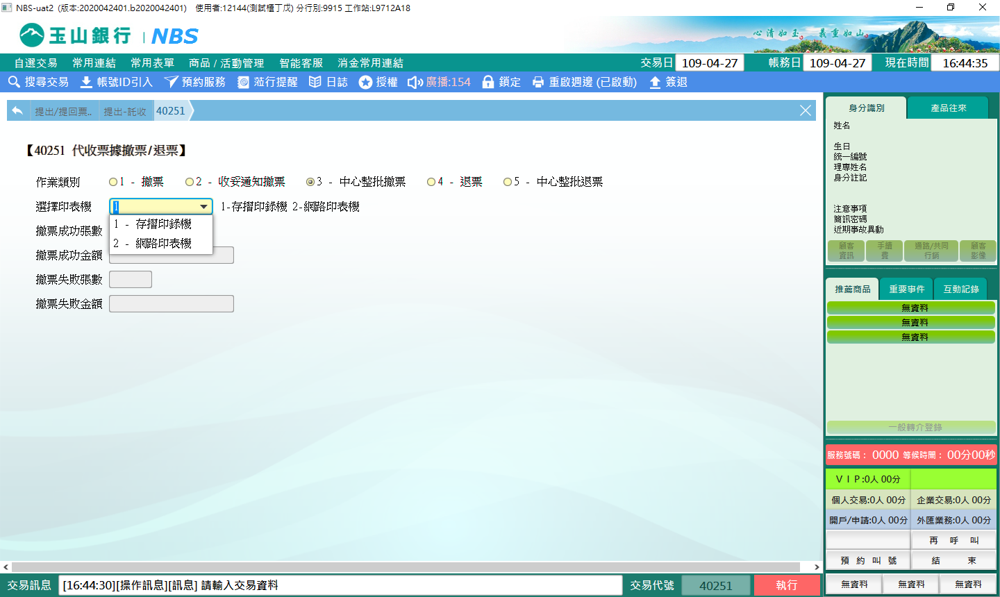 NBS-uat2 (版本:2020042401.b2020042401) 使用者:12144(測試櫃丁戊) 分行別:9915 工作站:L9712A18
玉山銀行 | NBS
心清如玉。義重如山。
自選交易 常用連結 常用表單 商品 / 活動管理 智能客服 消金常用連結 交易日 109-04-27 帳務日 109-04-27 現在時間 16:44:35
搜尋交易 帳號ID引入 預約服務 蒞行提醒 日誌 授權 廣播:154 鎖定 重啟週邊 (已啟動) 簽退
提出/提回票.. 提出-託收 40251
【40251 代收票據撤票/退票】
作業類別 1 - 撤票 2 - 收妥通知撤票 3 - 中心整批撤票 4 - 退票 5 - 中心整批退票
選擇印表機 1 1-存摺印錄機 2-網路印表機
1 - 存摺印錄機
2 - 網路印表機
撤票成功張數
撤票成功金額
撤票失敗張數
撤票失敗金額
身分識別 產品往來
姓名
生日
統一編號
理專姓名
身分註記
注意事項
簡訊密碼
近期事故異動
顧客資訊 手續費 通路/共同行銷 顧客影像
推薦商品 重要事件 互動記錄
無資料
無資料
無資料
一般轉介登錄
服務號碼： 0000 等候時間： 00分00秒
ＶＩＰ:0人 00分
個人交易:0人 00分 企業交易:0人 00分
開戶/申請:0人 00分 外匯業務:0人 00分
再 呼 叫
預 約 叫 號 結 束
無資料 無資料 無資料
交易訊息 [16:44:30][操作訊息][訊息] 請輸入交易資料 交易代號 40251 執行